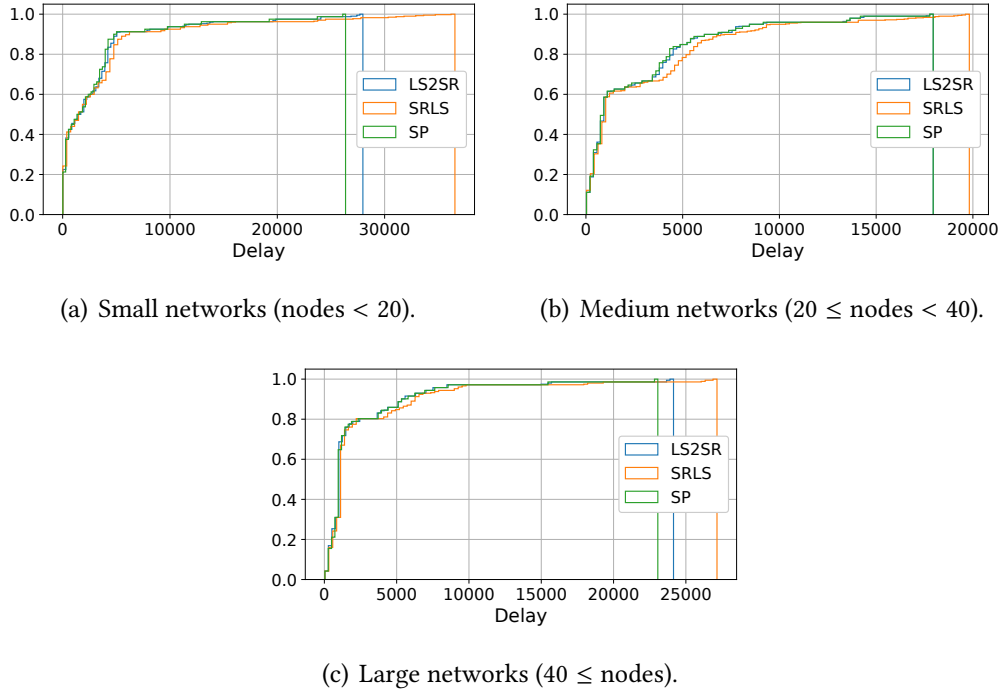 1.0
0.8
0.6
0.4
0.2
0.0
LS2SR
SRLS
SP
0 10000 20000 30000
Delay
(a) Small networks (nodes < 20).
1.0
0.8
0.6
0.4
0.2
0.0
LS2SR
SRLS
SP
0 5000 10000 15000 20000
Delay
(b) Medium networks (20 ≤ nodes < 40).
1.0
0.8
0.6
0.4
0.2
0.0
LS2SR
SRLS
SP
0 5000 10000 15000 20000 25000
Delay
(c) Large networks (40 ≤ nodes).